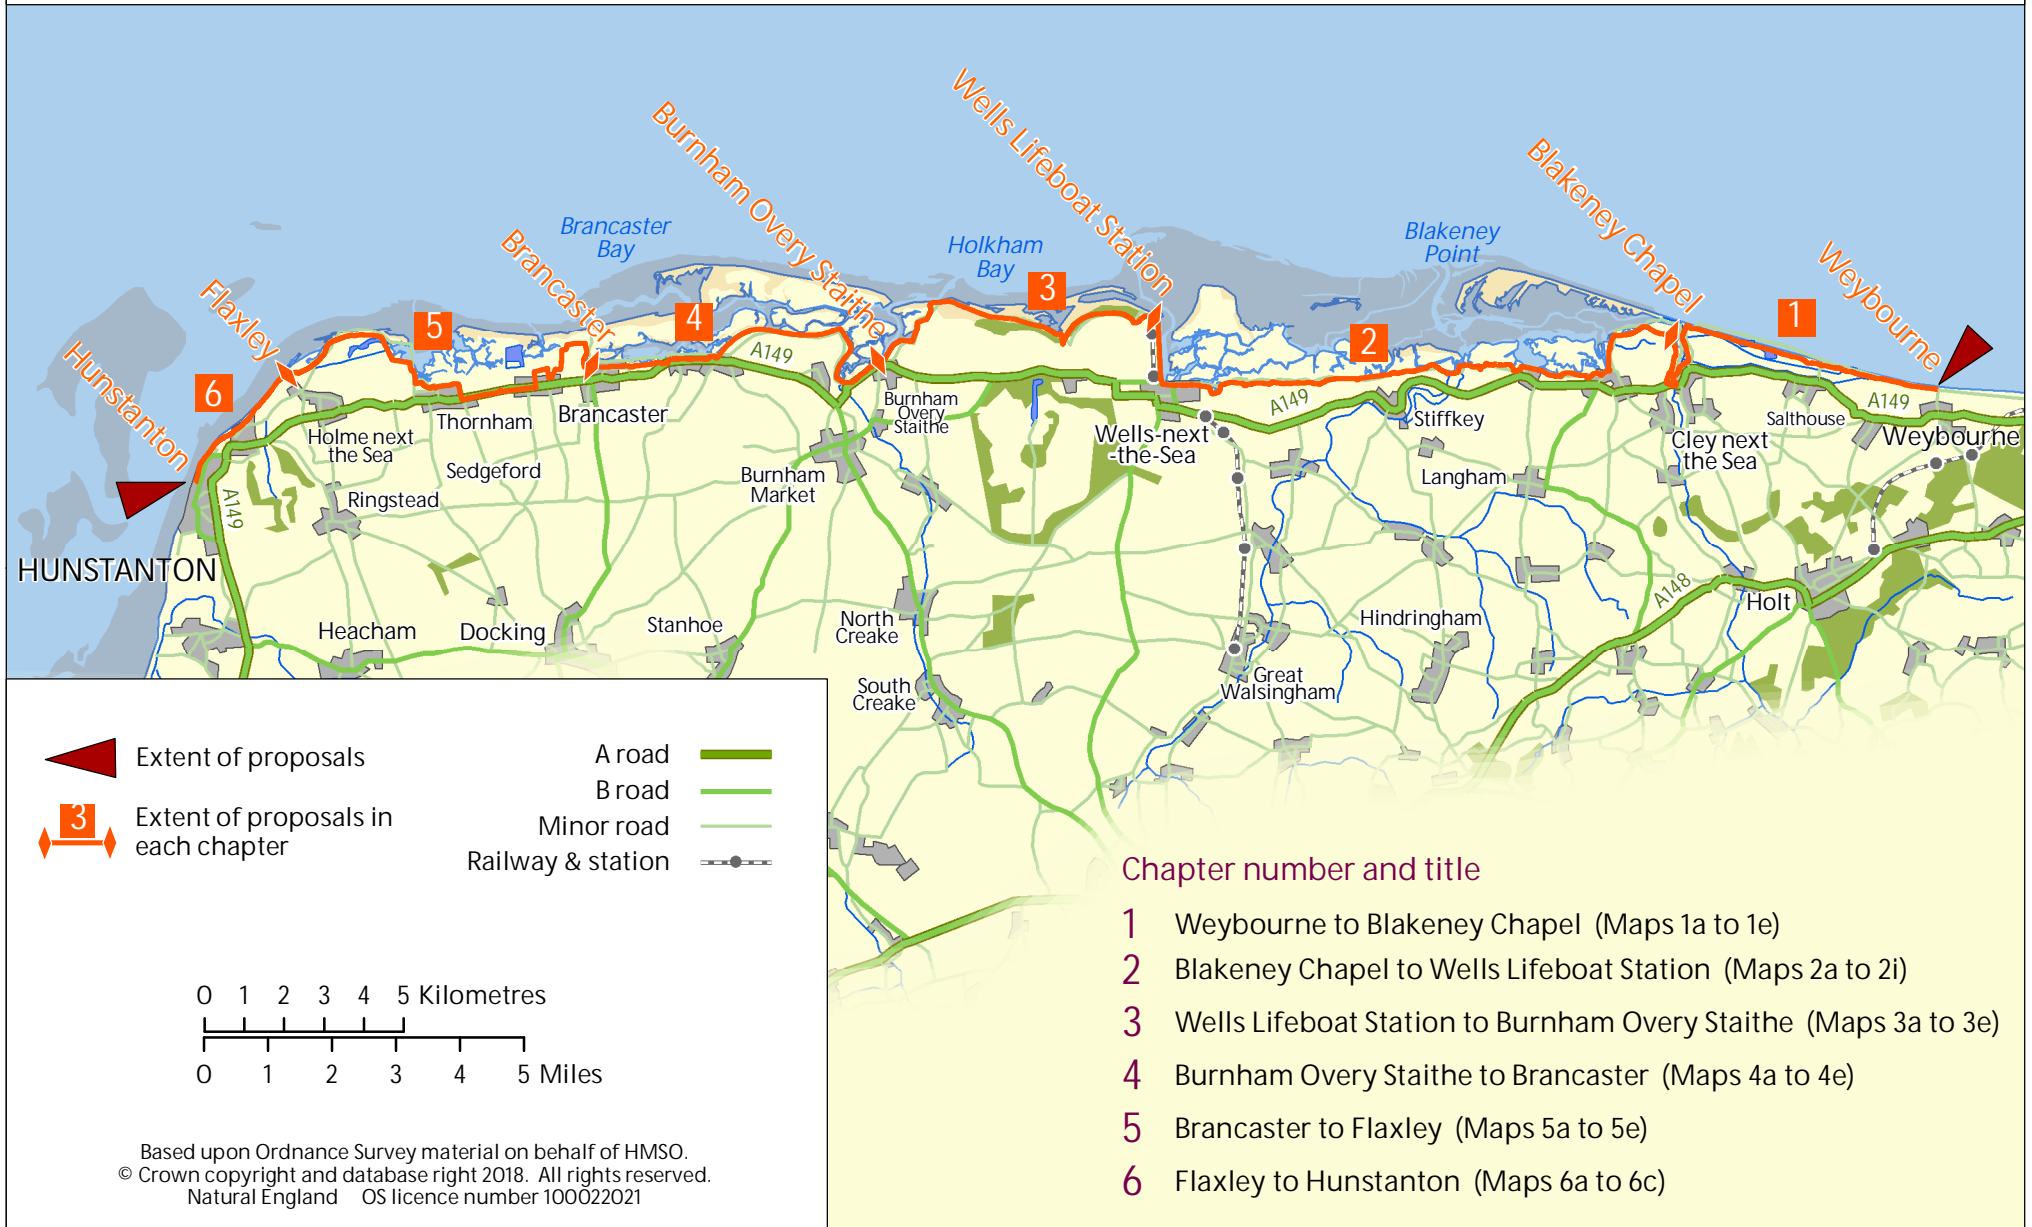 Wells Lifeboat Station
Burnham Overy Staithe
Blakeney Chapel
Brancaster
Bay
Brancaster
Holkham
Bay
Blakeney
Point
Weybourne
Flaxley
Hunstanton
6
5
4
3
2
1
A149
A149
A149
A149
Thornham
Brancaster
Burnham
Overy
Staithe
Holme next
the Sea
Sedgeford
Ringstead
Burnham
Market
Wells-next
-the-Sea
Stiffkey
Langham
Cley next
the Sea
Salthouse
Weybourne
HUNSTANTON
Heacham
Docking
Stanhoe
North
Creake
South
Creake
Great
Walsingham
Hindringham
A148
Holt
Extent of proposals
3
Extent of proposals in
each chapter
A road
B road
Minor road
Railway & station
0 1 2 3 4 5 Kilometres
0 1 2 3 4 5 Miles
Based upon Ordnance Survey material on behalf of HMSO.
© Crown copyright and database right 2018. All rights reserved.
Natural England OS licence number 100022021
Chapter number and title
1 Weybourne to Blakeney Chapel (Maps 1a to 1e)
2 Blakeney Chapel to Wells Lifeboat Station (Maps 2a to 2i)
3 Wells Lifeboat Station to Burnham Overy Staithe (Maps 3a to 3e)
4 Burnham Overy Staithe to Brancaster (Maps 4a to 4e)
5 Brancaster to Flaxley (Maps 5a to 5e)
6 Flaxley to Hunstanton (Maps 6a to 6c)